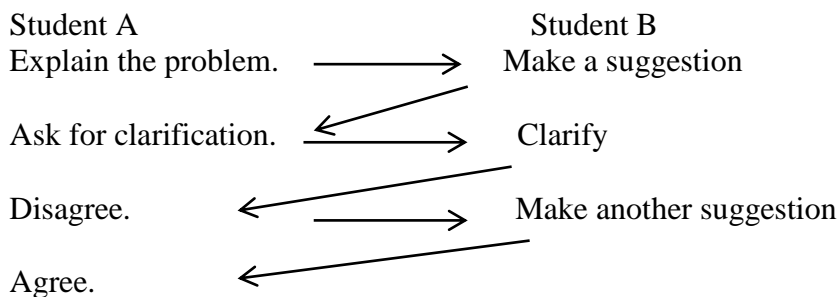 Student A Student B
Explain the problem. Make a suggestion
Ask for clarification. Clarify
Disagree. Make another suggestion
Agree.